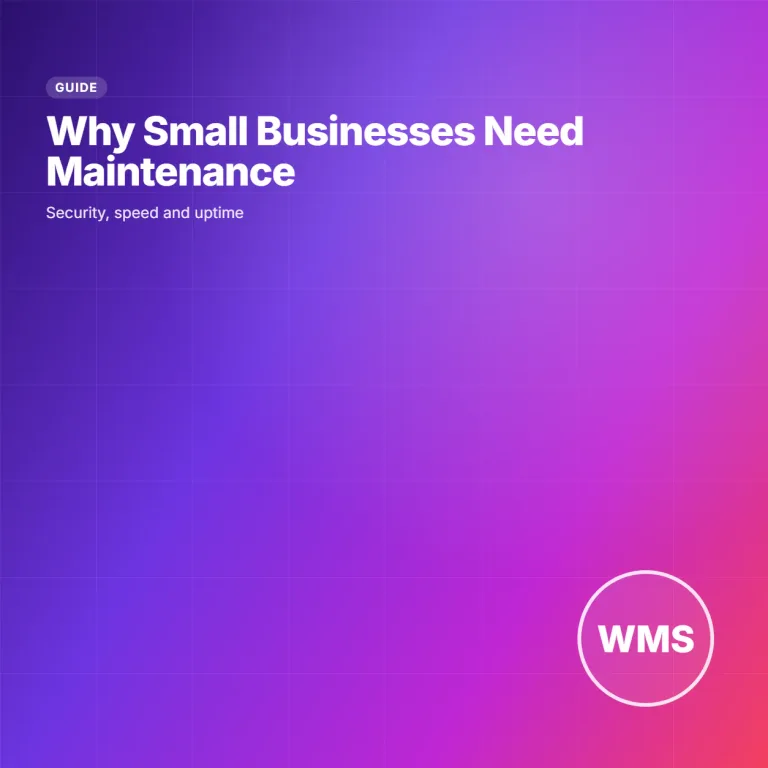 GUIDE
Why Small Businesses Need
Maintenance
Security, speed and uptime
WMS